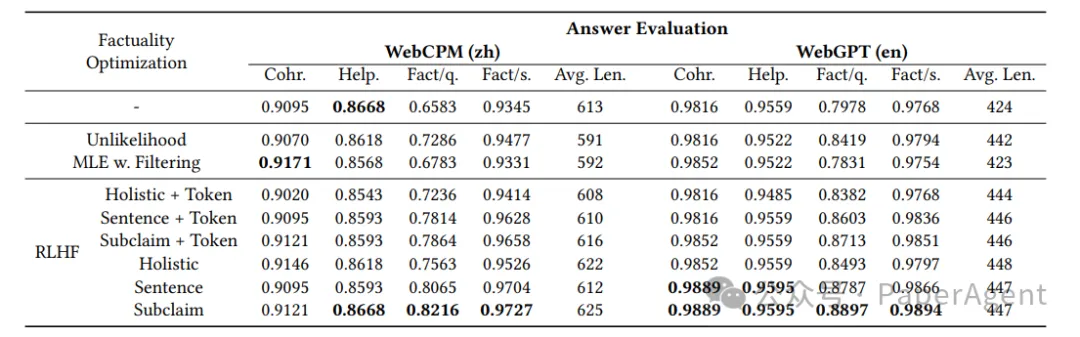 Factuality Optimization Answer Evaluation
WebCPM (zh) WebGPT (en)
Cohr. Help. Fact/q. Fact/s. Avg. Len. Cohr. Help. Fact/q. Fact/s. Avg. Len.
- 0.9095 0.8668 0.6583 0.9345 613 0.9816 0.9559 0.7978 0.9768 424
Unlikelihood 0.9070 0.8618 0.7286 0.9477 591 0.9816 0.9522 0.8419 0.9794 442
MLE w. Filtering 0.9171 0.8568 0.6783 0.9331 592 0.9852 0.9522 0.7831 0.9754 423
RLHF Holistic + Token 0.9020 0.8543 0.7236 0.9414 608 0.9816 0.9485 0.8382 0.9768 444
Sentence + Token 0.9095 0.8593 0.7814 0.9628 610 0.9816 0.9559 0.8603 0.9836 446
Subclaim + Token 0.9121 0.8593 0.7864 0.9658 616 0.9852 0.9559 0.8713 0.9851 446
Holistic 0.9146 0.8618 0.7563 0.9526 622 0.9852 0.9559 0.8493 0.9797 448
Sentence 0.9095 0.8593 0.8065 0.9704 612 0.9889 0.9595 0.8787 0.9866 447
Subclaim 0.9121 0.8668 0.8216 0.9727 625 0.9889 0.9595 0.8897 0.9894 447
公众号 · PaperAgent